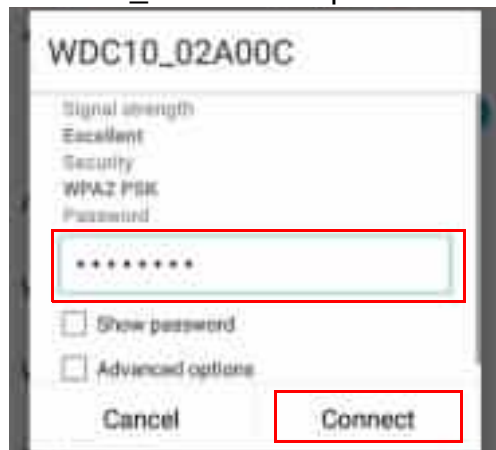 WDC10_02A00C
Signal strength
Excellent
Security
WPA2 PSK
Password
••••••••
Show password
Advanced options
Cancel
Connect